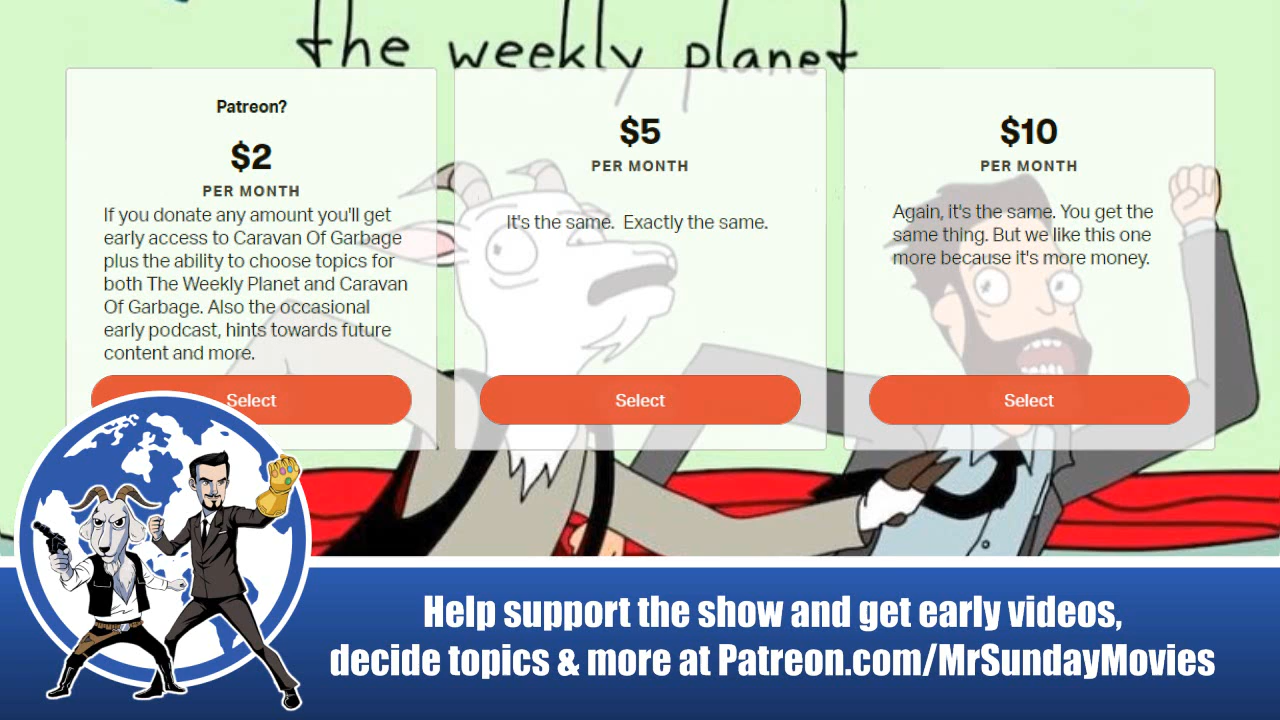 the weekly planet
Patreon?
$2
PER MONTH
If you donate any amount you'll get
early access to Caravan Of Garbage
plus the ability to choose topics for
both The Weekly Planet and Caravan
Of Garbage. Also the occasional
early podcast, hints towards future
content and more.
Select
$5
PER MONTH
It's the same.  Exactly the same.
Select
$10
PER MONTH
Again, it's the same. You get the
same thing. But we like this one
more because it's more money.
Select
Help support the show and get early videos,
decide topics & more at Patreon.com/MrSundayMovies